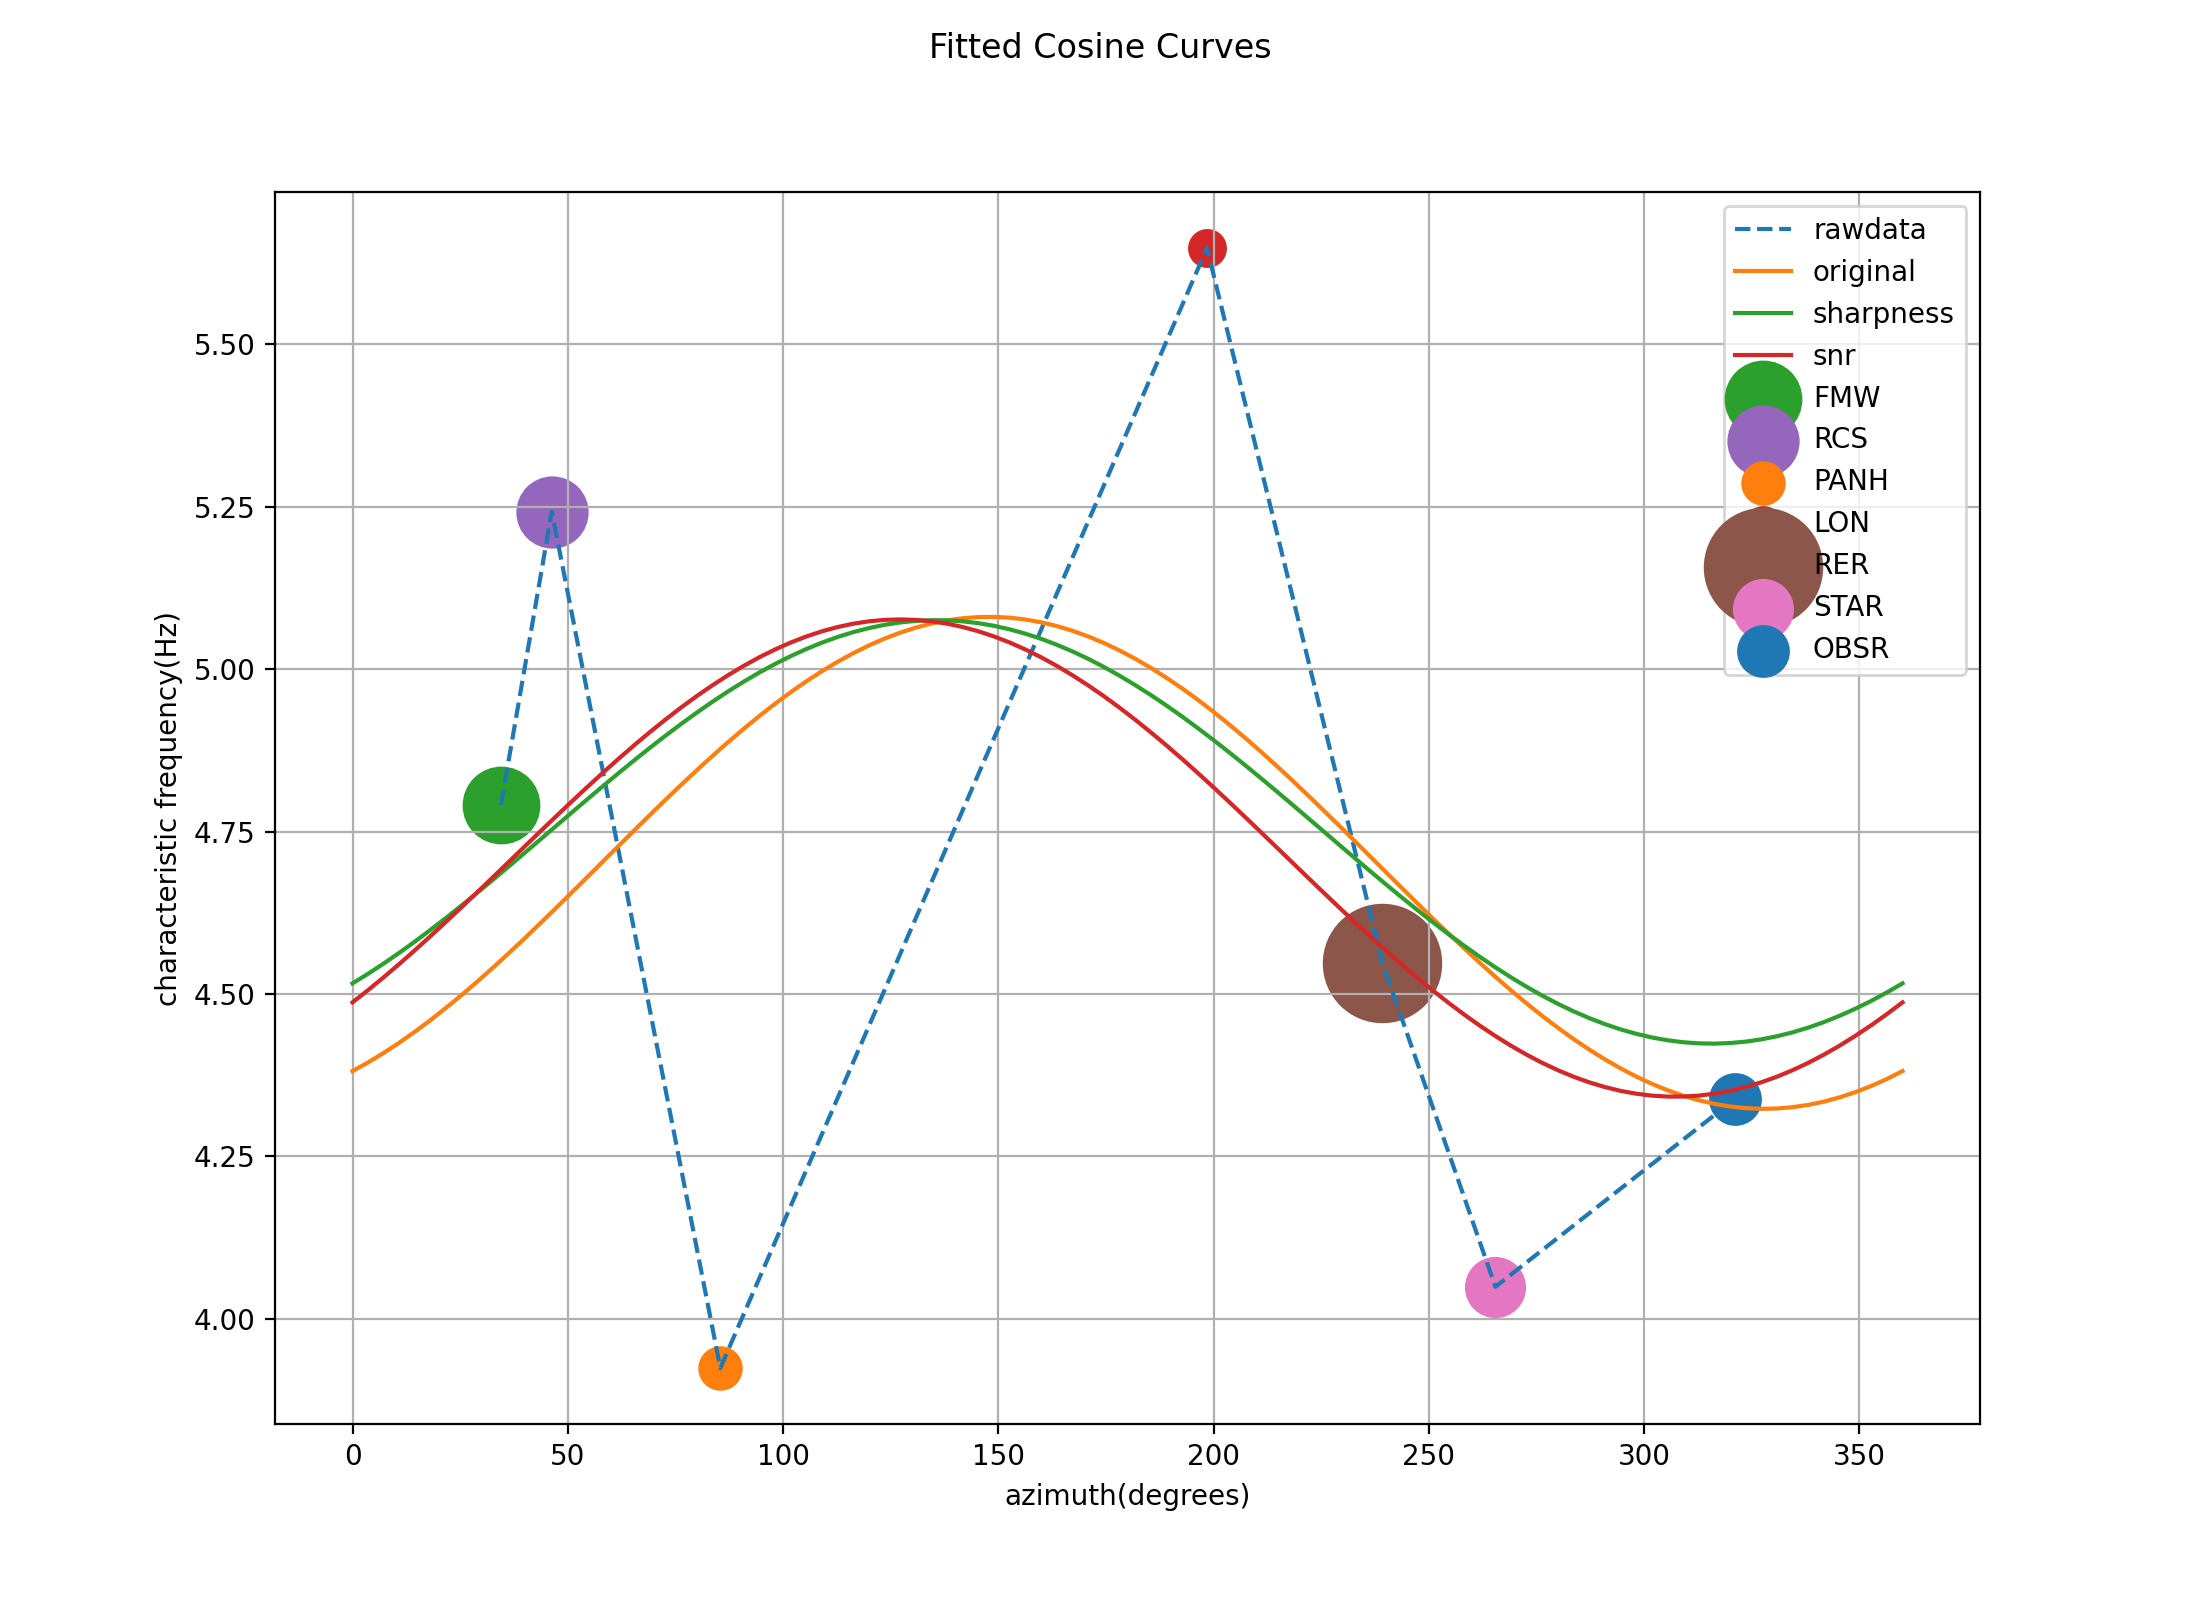 Fitted Cosine Curves
rawdata
original
sharpness
snr
FMW
RCS
PANH
LON
RER
STAR
OBSR
characteristic frequency(Hz)
5.50
5.25
5.00
4.75
4.50
4.25
4.00
0 50 100 150 200 250 300 350
azimuth(degrees)